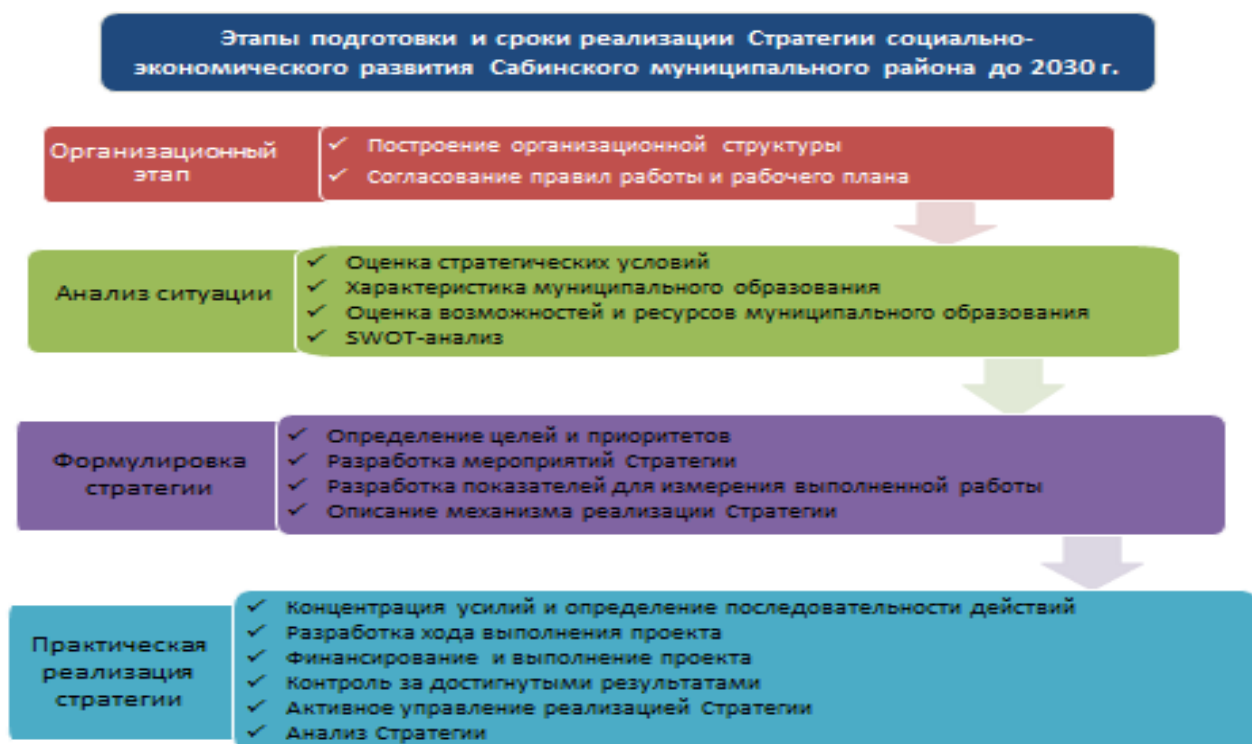 Этапы подготовки и сроки реализации Стратегии социально-
экономического развития Сабинского муниципального района до 2030 г.
Организационный
этап
✓ Построение организационной структуры
✓ Согласование правил работы и рабочего плана
Анализ ситуации
✓ Оценка стратегических условий
✓ Характеристика муниципального образования
✓ Оценка возможностей и ресурсов муниципального образования
✓ SWOT-анализ
Формулировка
стратегии
✓ Определение целей и приоритетов
✓ Разработка мероприятий Стратегии
✓ Разработка показателей для измерения выполненной работы
✓ Описание механизма реализации Стратегии
Практическая
реализация
стратегии
✓ Концентрация усилий и определение последовательности действий
✓ Разработка хода выполнения проекта
✓ Финансирование и выполнение проекта
✓ Контроль за достигнутыми результатами
✓ Активное управление реализацией Стратегии
✓ Анализ Стратегии